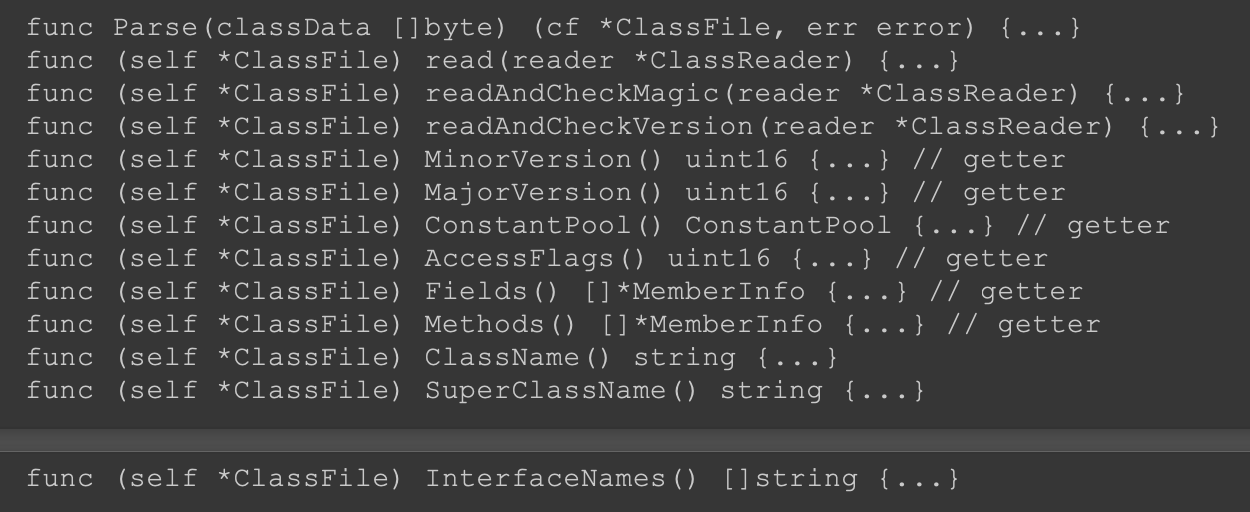 func Parse(classData []byte) (cf *ClassFile, err error) {...}
func (self *ClassFile) read(reader *ClassReader) {...}
func (self *ClassFile) readAndCheckMagic(reader *ClassReader) {...}
func (self *ClassFile) readAndCheckVersion(reader *ClassReader) {...}
func (self *ClassFile) MinorVersion() uint16 {...} // getter
func (self *ClassFile) MajorVersion() uint16 {...} // getter
func (self *ClassFile) ConstantPool() ConstantPool {...} // getter
func (self *ClassFile) AccessFlags() uint16 {...} // getter
func (self *ClassFile) Fields() []*MemberInfo {...} // getter
func (self *ClassFile) Methods() []*MemberInfo {...} // getter
func (self *ClassFile) ClassName() string {...}
func (self *ClassFile) SuperClassName() string {...}
func (self *ClassFile) InterfaceNames() []string {...}